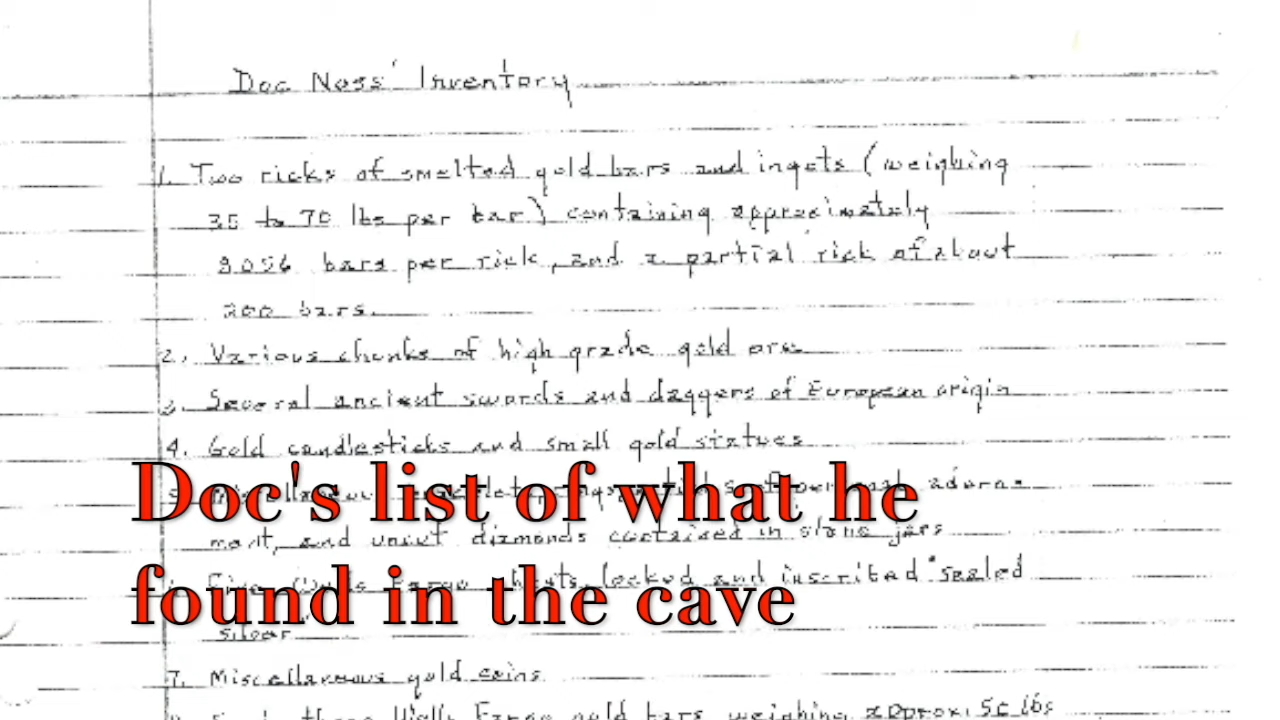 Doc Noss' Inventory
1. Two ricks of smelted gold bars and ingots (weighing
35 to 70 lbs per bar) containing approximately
9056 bars per rick, and a partial rick of about
200 bars.
2. Various chunks of high grade gold ore
3. Several ancient swords and daggers of European origin
4. Gold candlesticks and small gold statues
Doc's list of what he
adorn-
ment, and uncut diamonds contained in stone jars
locked and inscribed "sealed
found in the cave
silver"
7. Miscellaneous gold coins
Wells Fargo gold bars weighing approx. 50 lbs